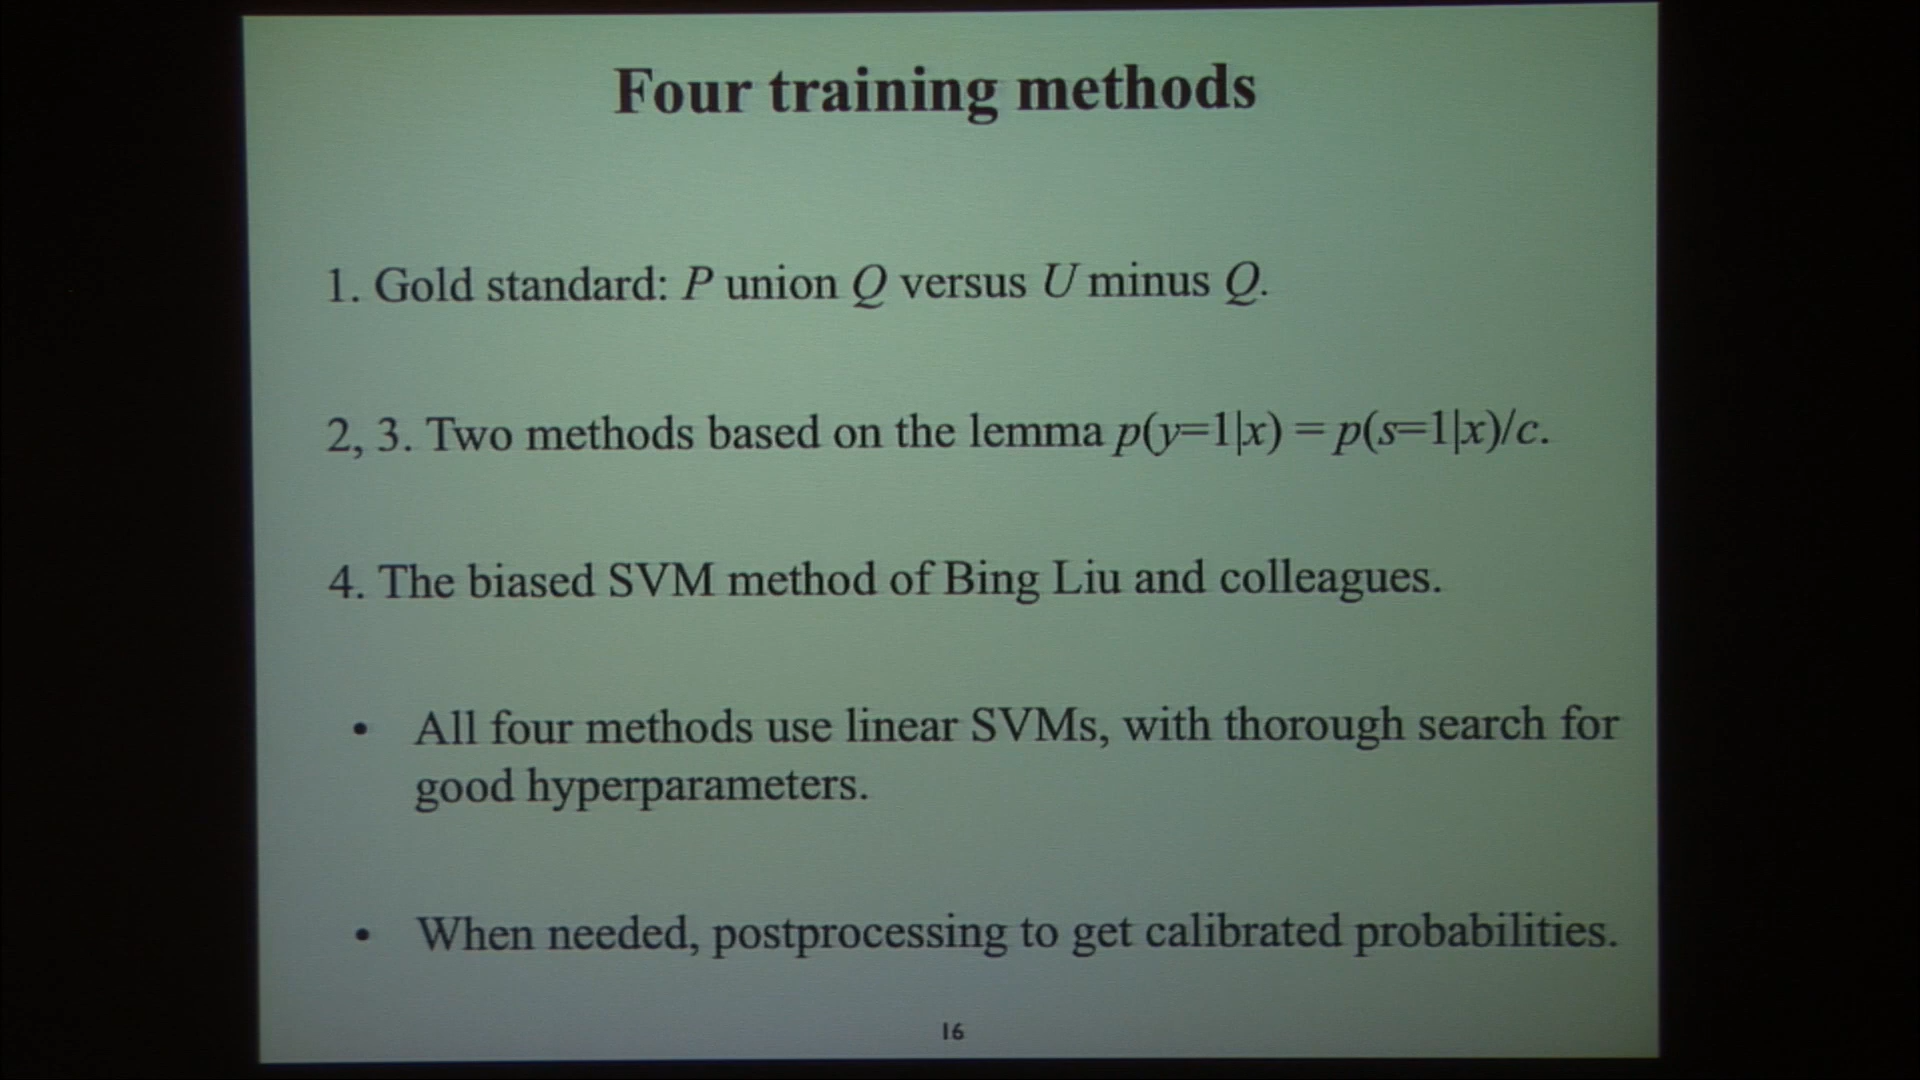 Four training methods
1. Gold standard: P union Q versus U minus Q.
2, 3. Two methods based on the lemma p(y=1|x) = p(s=1|x)/c.
4. The biased SVM method of Bing Liu and colleagues.
• All four methods use linear SVMs, with thorough search for
good hyperparameters.
• When needed, postprocessing to get calibrated probabilities.
16